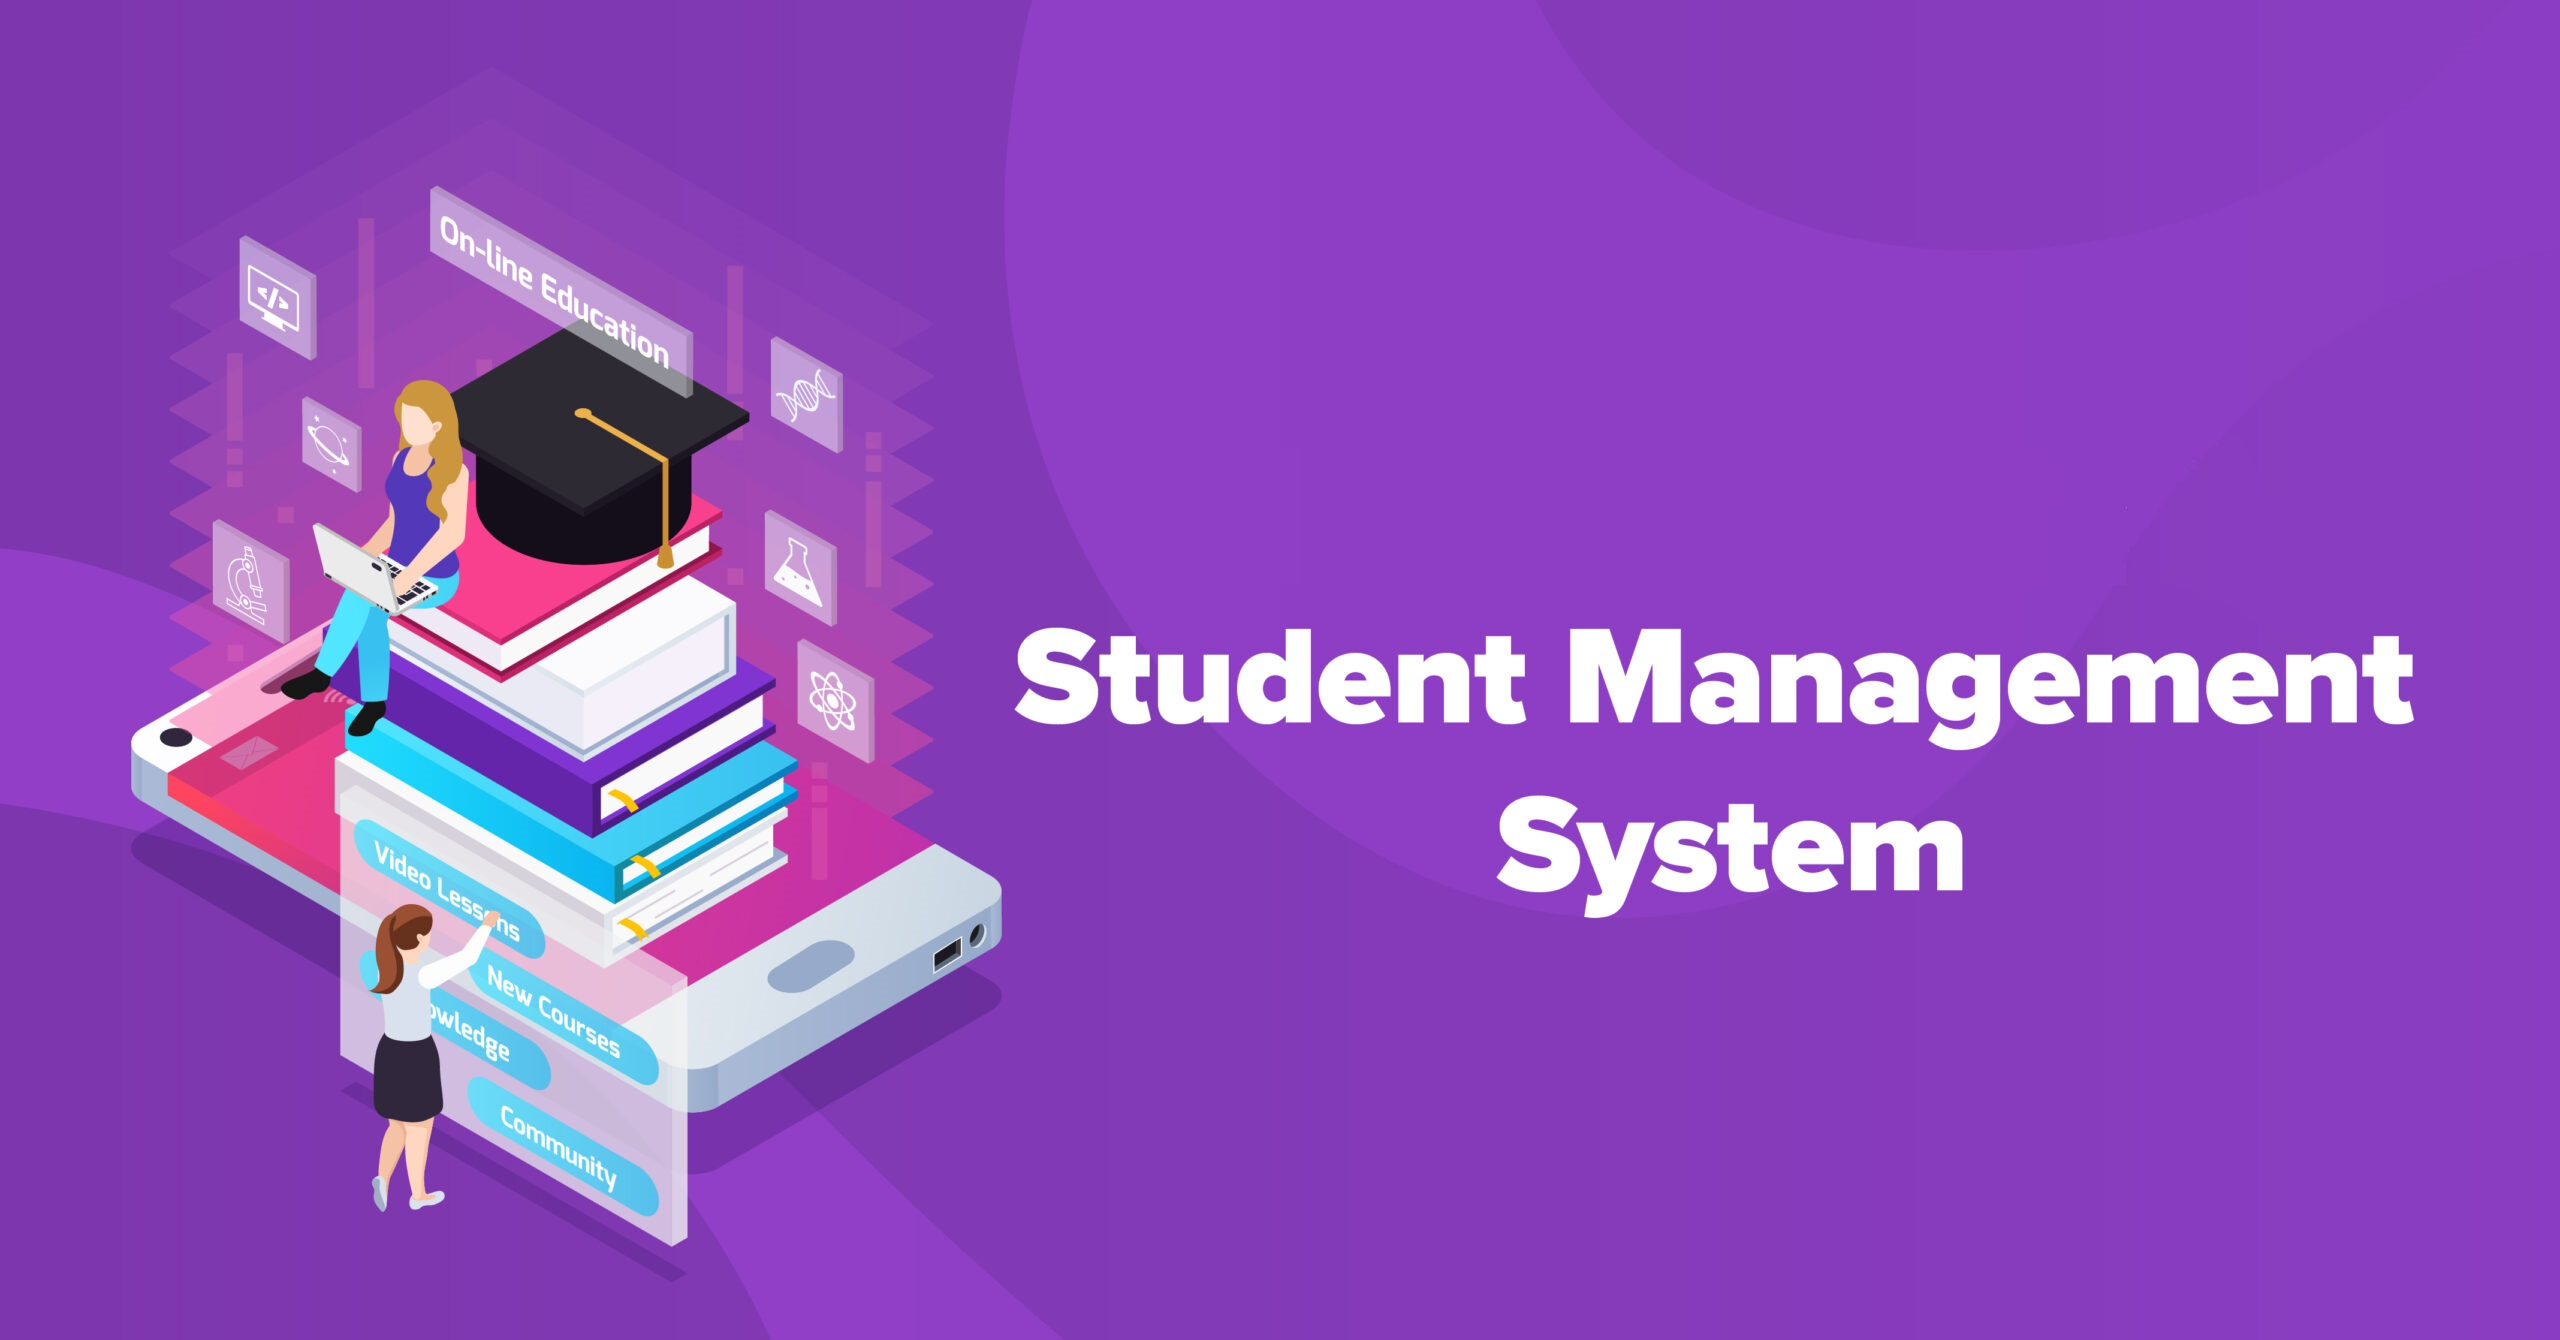 On-line Education
Student Management
System
Video Lessons
New Courses
Community